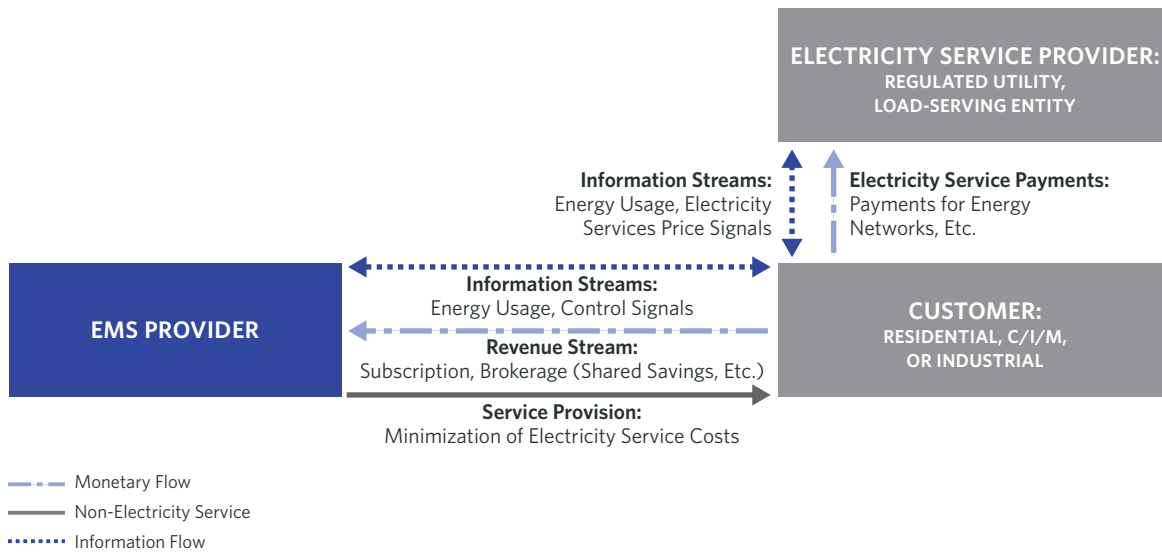 ELECTRICITY SERVICE PROVIDER:
REGULATED UTILITY,
LOAD-SERVING ENTITY
Information Streams:
Energy Usage, Electricity
Services Price Signals
Electricity Service Payments:
Payments for Energy
Networks, Etc.
EMS PROVIDER
Information Streams:
Energy Usage, Control Signals
Revenue Stream:
Subscription, Brokerage (Shared Savings, Etc.)
Service Provision:
Minimization of Electricity Service Costs
CUSTOMER:
RESIDENTIAL, C/I/M,
OR INDUSTRIAL
Monetary Flow
Non-Electricity Service
Information Flow